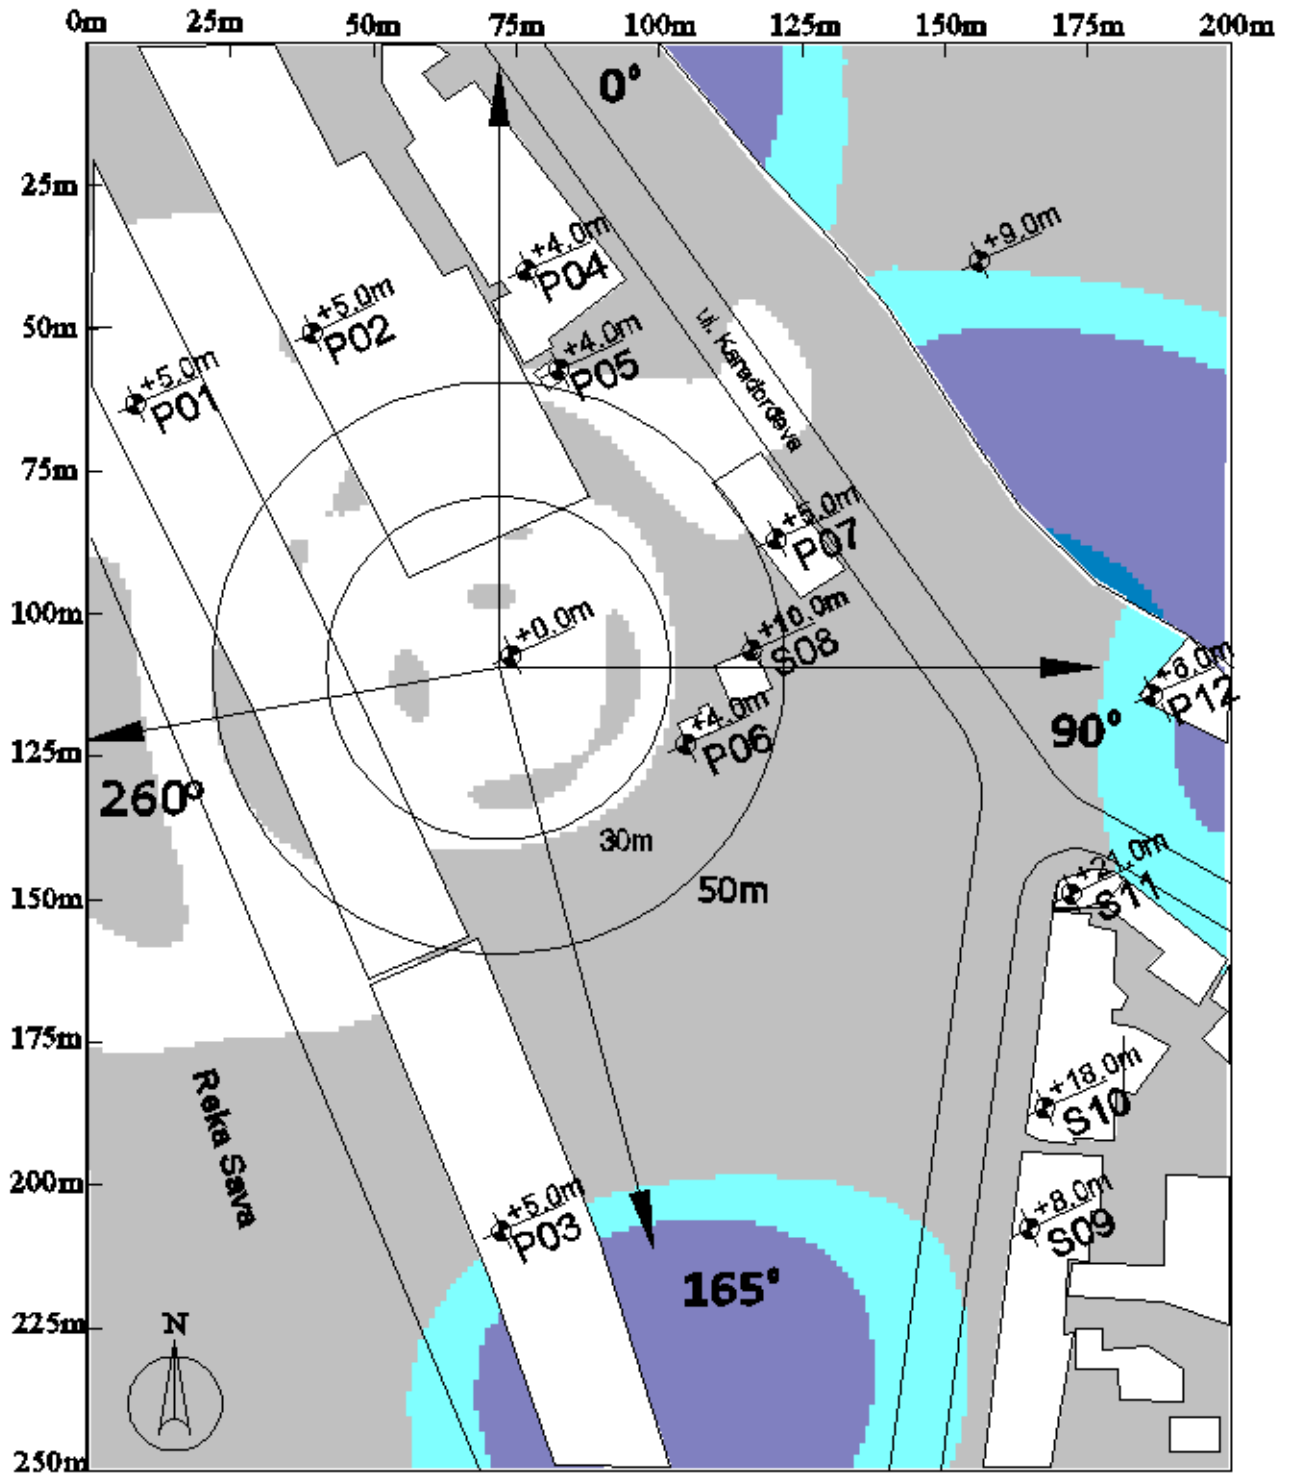 0m 25m 50m 75m 100m 125m 150m 175m 200m
0°
25m
+9.0m
+4.0m
P04
+5.0m
P02
50m
ul. Karađorđeva
+4.0m
P05
+5.0m
P01
75m
+5.0m
P07
100m
+0.0m
+10.0m
S08
+8.0m
P12
+4.0m
P06
90°
125m
260°
30m
+21.0m
S11
50m
150m
175m
Reka Sava
+18.0m
S10
200m
+5.0m
P03
+8.0m
S09
165°
225m
N
250m